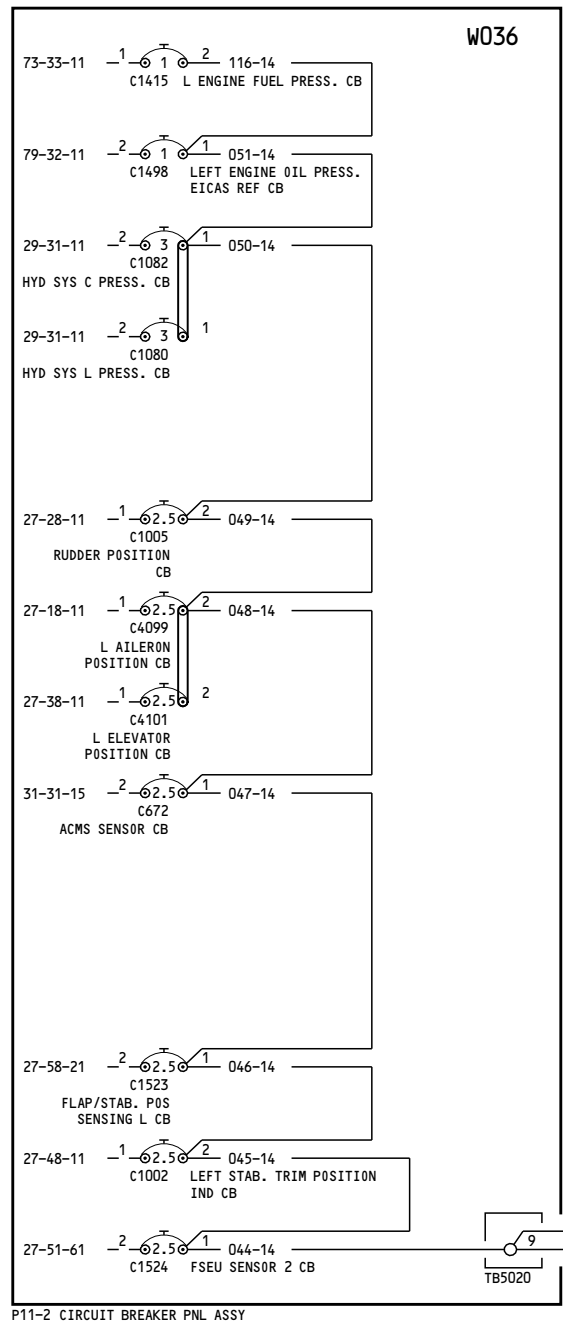 W036
73-33-11 1 1 2 116-14
C1415 L ENGINE FUEL PRESS. CB
79-32-11 2 1 1 051-14
C1498 LEFT ENGINE OIL PRESS.
EICAS REF CB
29-31-11 2 3 1 050-14
C1082
HYD SYS C PRESS. CB
29-31-11 2 3 1
C1080
HYD SYS L PRESS. CB
27-28-11 1 2.5 2 049-14
C1005
RUDDER POSITION
CB
27-18-11 1 2.5 2 048-14
C4099
L AILERON
POSITION CB
27-38-11 1 2.5 2
C4101
L ELEVATOR
POSITION CB
31-31-15 2 2.5 1 047-14
C672
ACMS SENSOR CB
27-58-21 2 2.5 1 046-14
C1523
FLAP/STAB. POS
SENSING L CB
27-48-11 1 2.5 2 045-14
C1002 LEFT STAB. TRIM POSITION
IND CB
27-51-61 2 2.5 1 044-14 9
C1524 FSEU SENSOR 2 CB
TB5020
P11-2 CIRCUIT BREAKER PNL ASSY